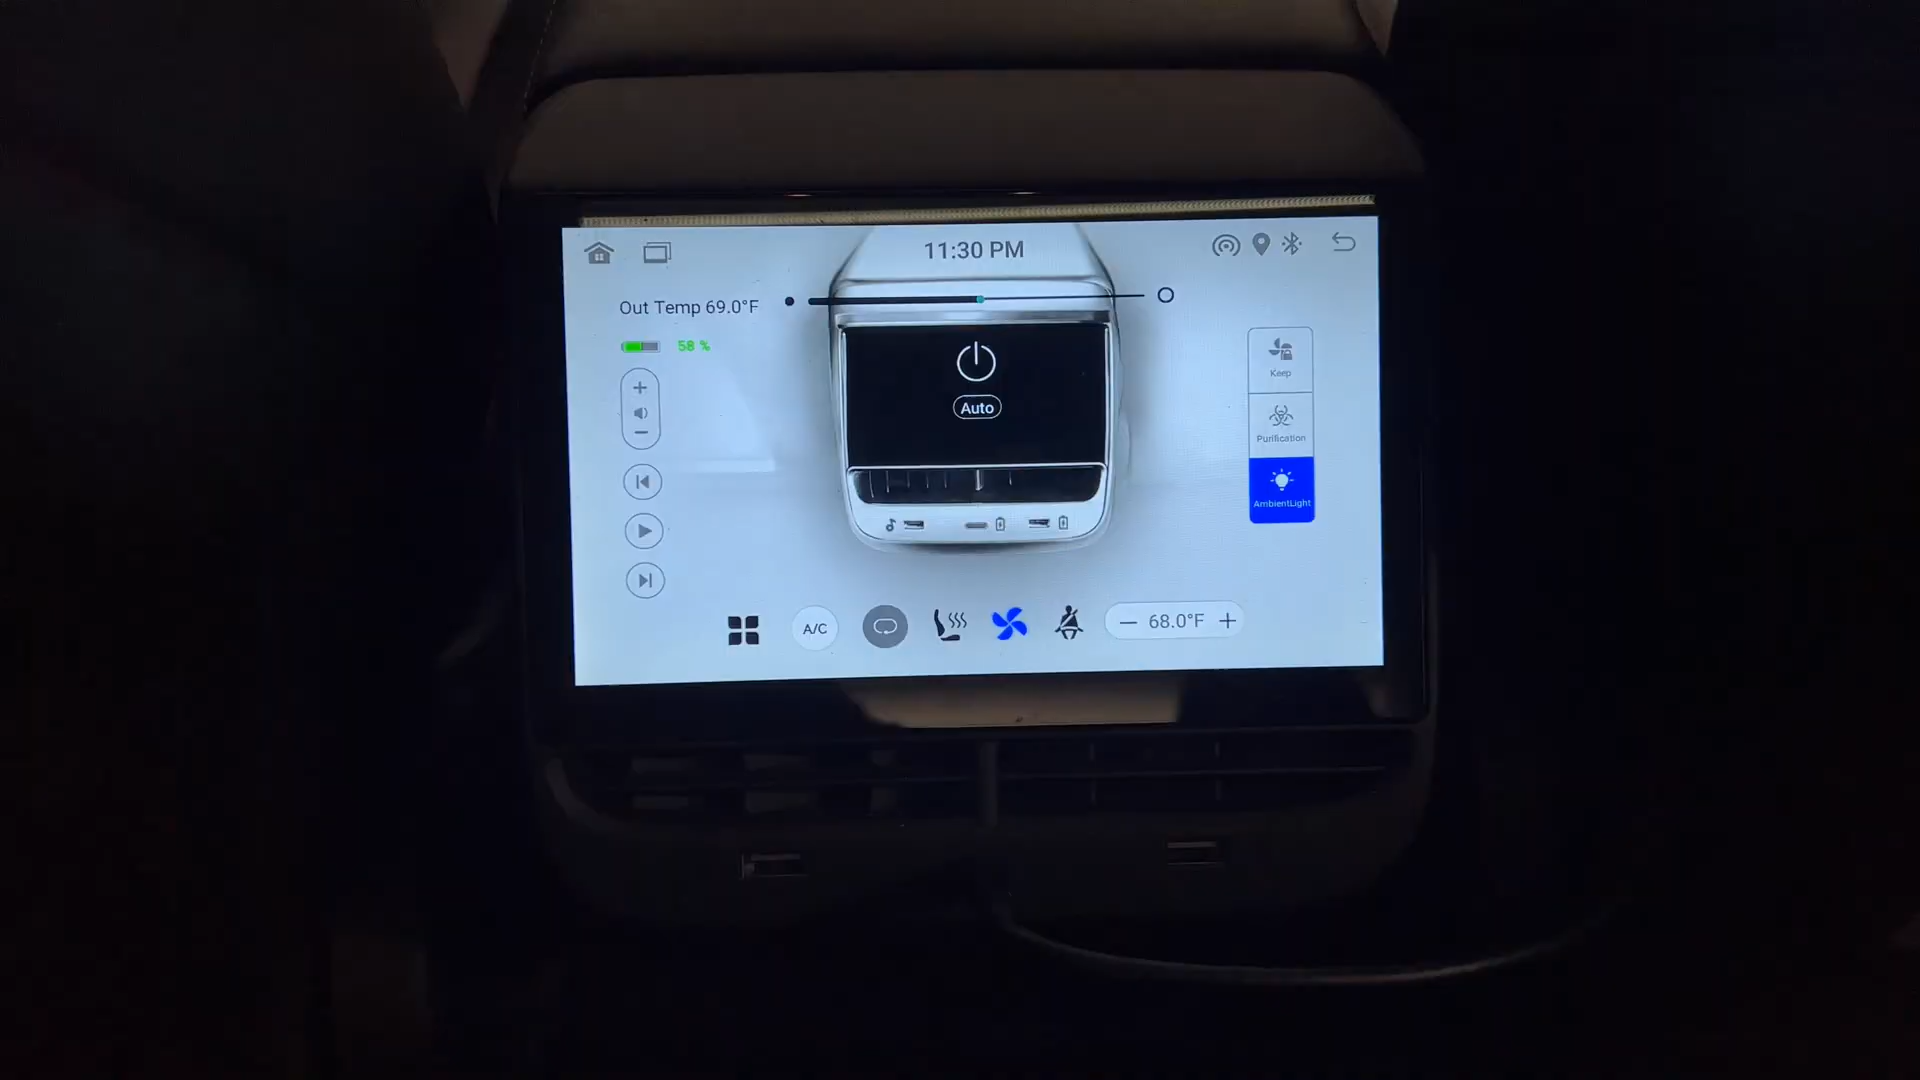 11:30 PM
Out Temp 69.0°F
58 %
Auto
Keep
Purification
AmbientLight
A/C
68.0°F